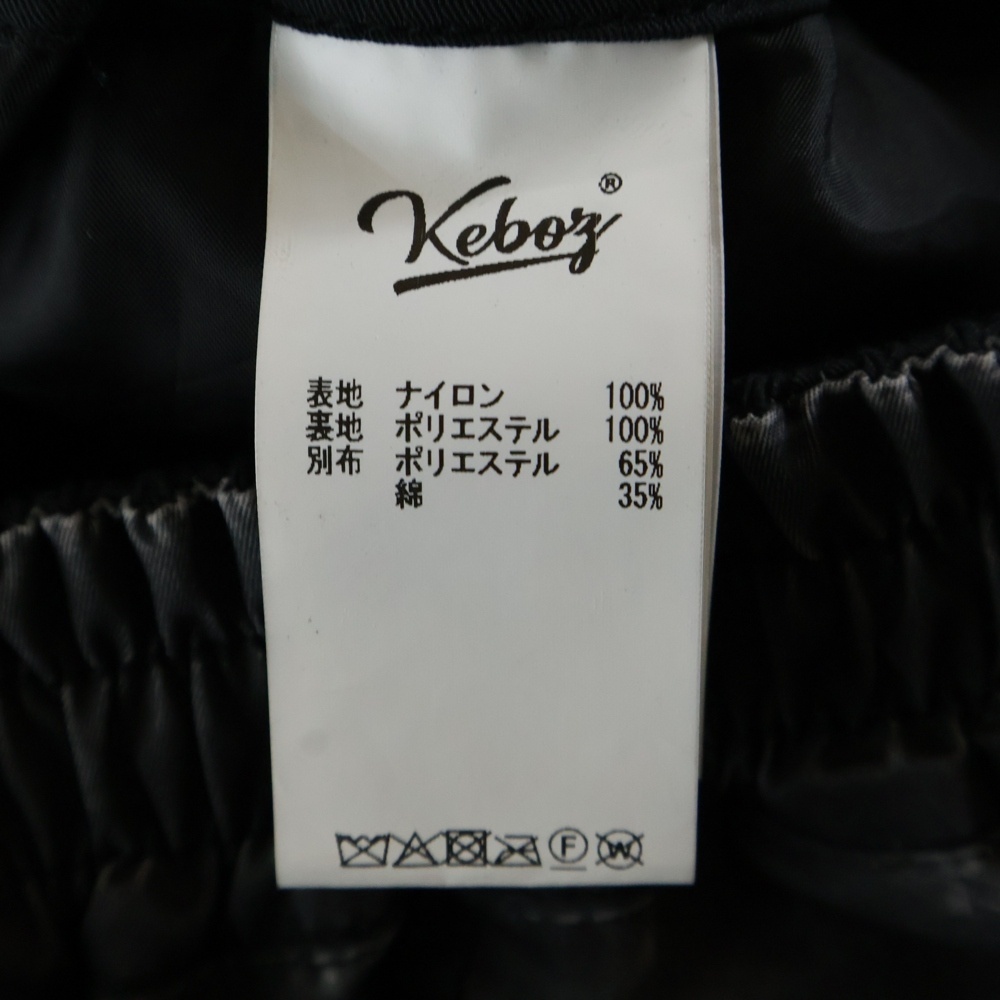 Keboz®
表地 ナイロン 100%
裏地 ポリエステル 100%
別布 ポリエステル 65%
綿 35%
F W